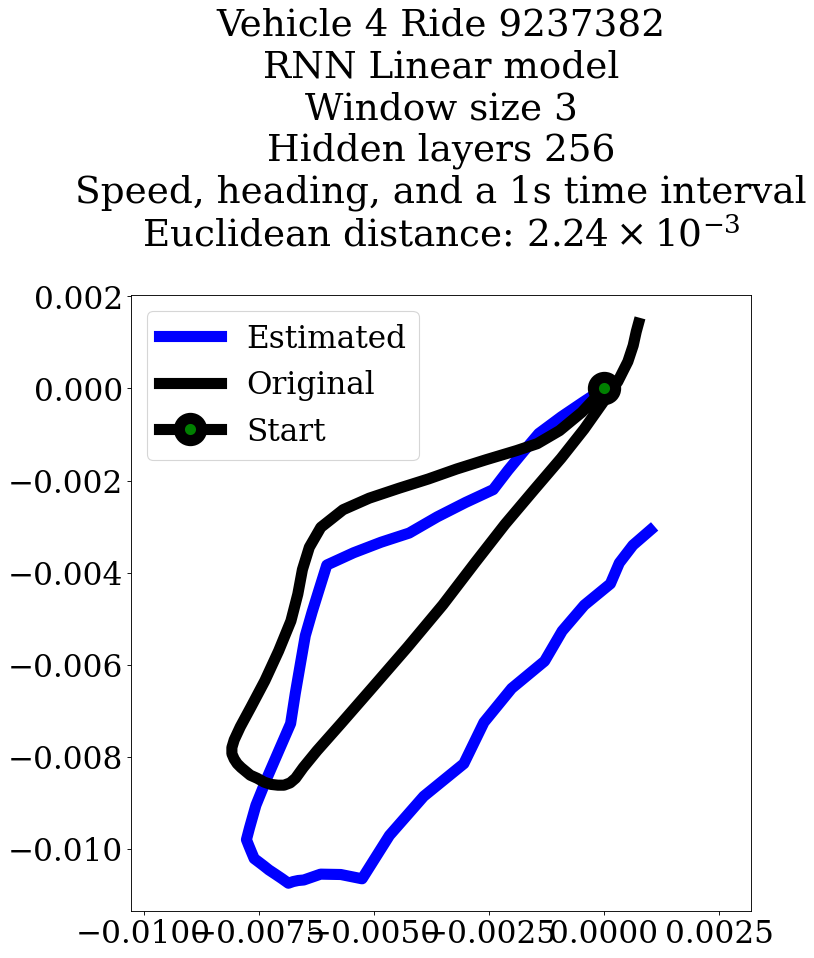 Vehicle 4 Ride 9237382
RNN Linear model
Window size 3
Hidden layers 256
Speed, heading, and a 1s time interval
Euclidean distance: 2.24 × 10⁻³
0.002
0.000
−0.002
−0.004
−0.006
−0.008
−0.010
Estimated
Original
Start
−0.0100 −0.0075 −0.0050 −0.0025 0.0000 0.0025